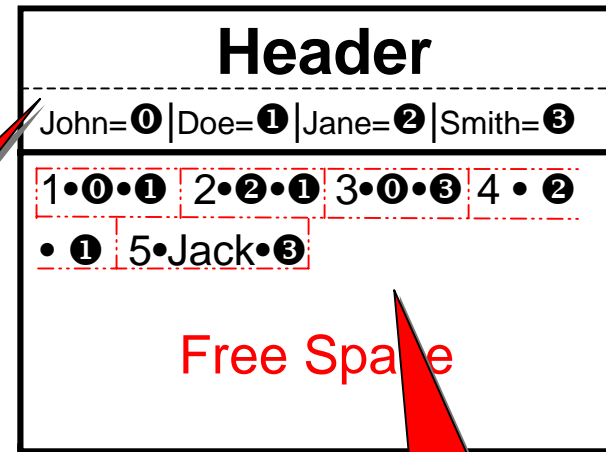 Header
John=⓿|Doe=❶|Jane=❷|Smith=❸
1•⓿•❶ 2•❷•❶ 3•⓿•❸ 4 • ❷
• ❶ 5•Jack•❸
Free Space